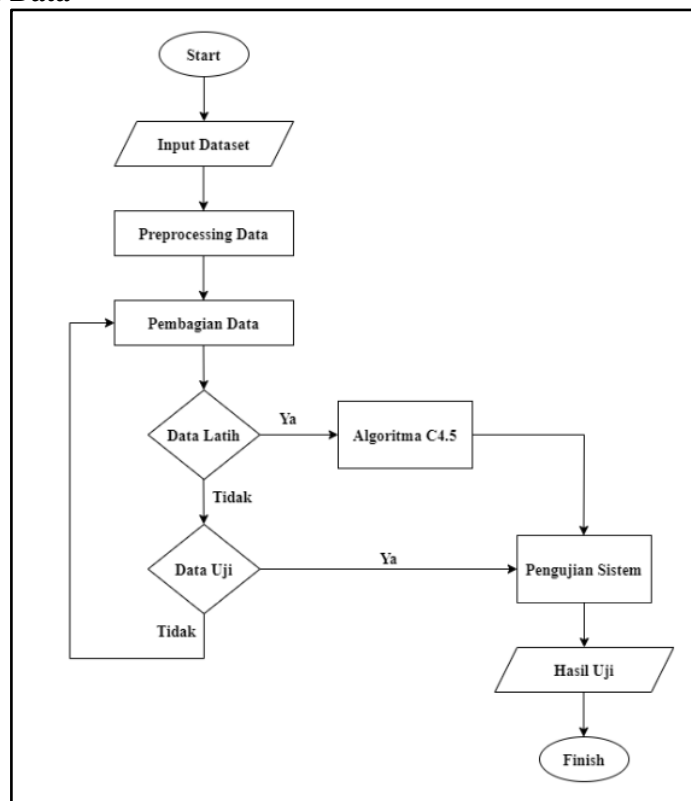 Data
Start
Input Dataset
Preprocessing Data
Pembagian Data
Data Latih
Ya
Algoritma C4.5
Tidak
Data Uji
Ya
Pengujian Sistem
Tidak
Hasil Uji
Finish